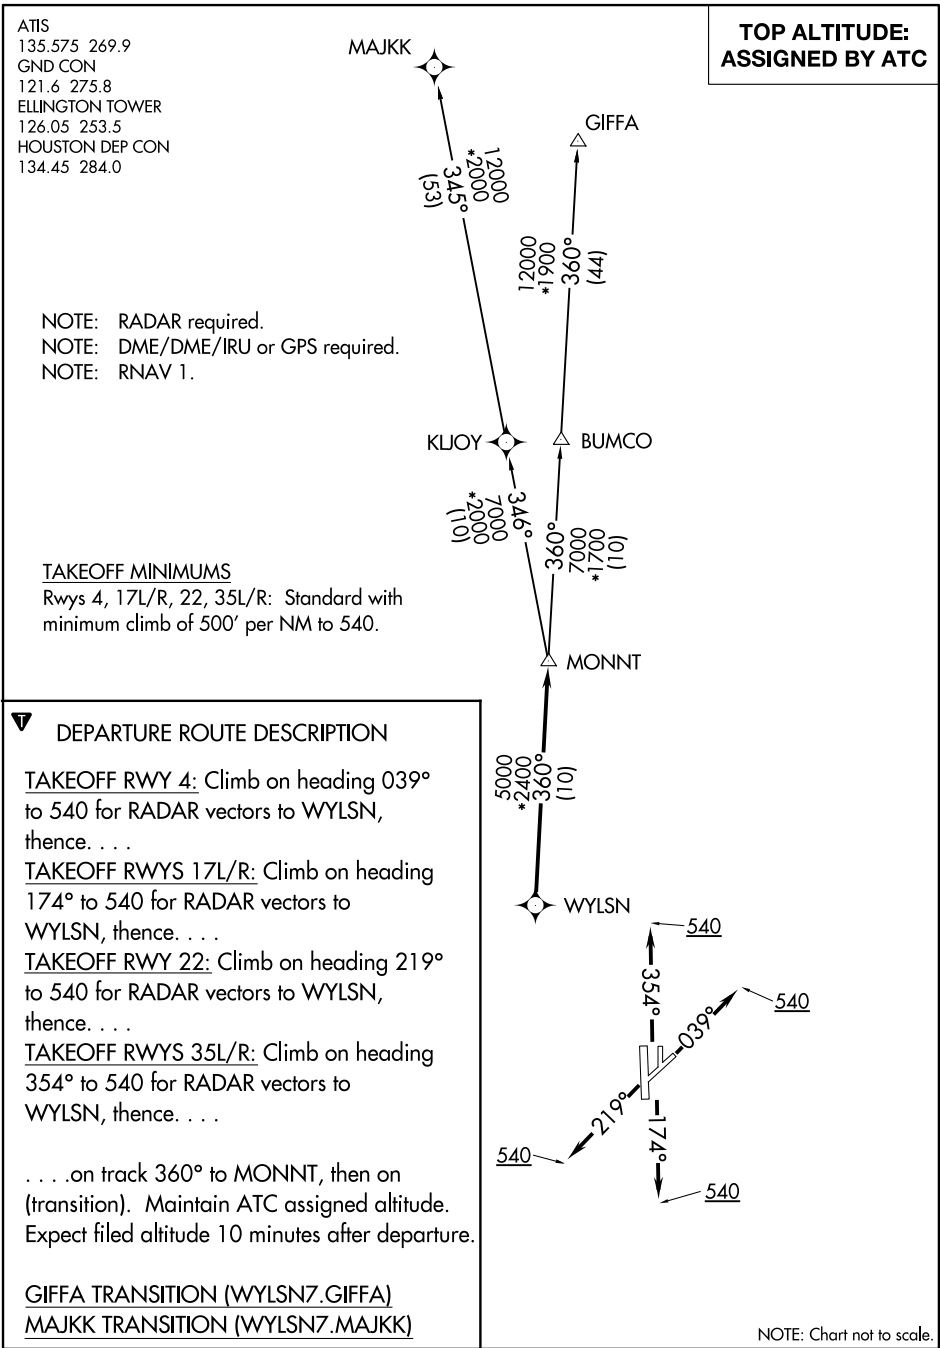 ATIS
135.575 269.9
GND CON
121.6 275.8
ELLINGTON TOWER
126.05 253.5
HOUSTON DEP CON
134.45 284.0
TOP ALTITUDE:
ASSIGNED BY ATC
MAJKK
GIFFA
12000
*2000
345°
(53)
12000
*1900
360°
(44)
NOTE: RADAR required.
NOTE: DME/DME/IRU or GPS required.
NOTE: RNAV 1.
KLJOY
BUMCO
346°
7000
*2000
(10)
360°
7000
*1700
(10)
TAKEOFF MINIMUMS
Rwys 4, 17L/R, 22, 35L/R: Standard with
minimum climb of 500' per NM to 540.
MONNT
5000
*2400
360°
(10)
WYLSN
540
354°
540
039°
219°
174°
540
540
T
DEPARTURE ROUTE DESCRIPTION
TAKEOFF RWY 4: Climb on heading 039°
to 540 for RADAR vectors to WYLSN,
thence. . . .
TAKEOFF RWYS 17L/R: Climb on heading
174° to 540 for RADAR vectors to
WYLSN, thence. . . .
TAKEOFF RWY 22: Climb on heading 219°
to 540 for RADAR vectors to WYLSN,
thence. . . .
TAKEOFF RWYS 35L/R: Climb on heading
354° to 540 for RADAR vectors to
WYLSN, thence. . . .
. . . .on track 360° to MONNT, then on
(transition). Maintain ATC assigned altitude.
Expect filed altitude 10 minutes after departure.
GIFFA TRANSITION (WYLSN7.GIFFA)
MAJKK TRANSITION (WYLSN7.MAJKK)
NOTE: Chart not to scale.